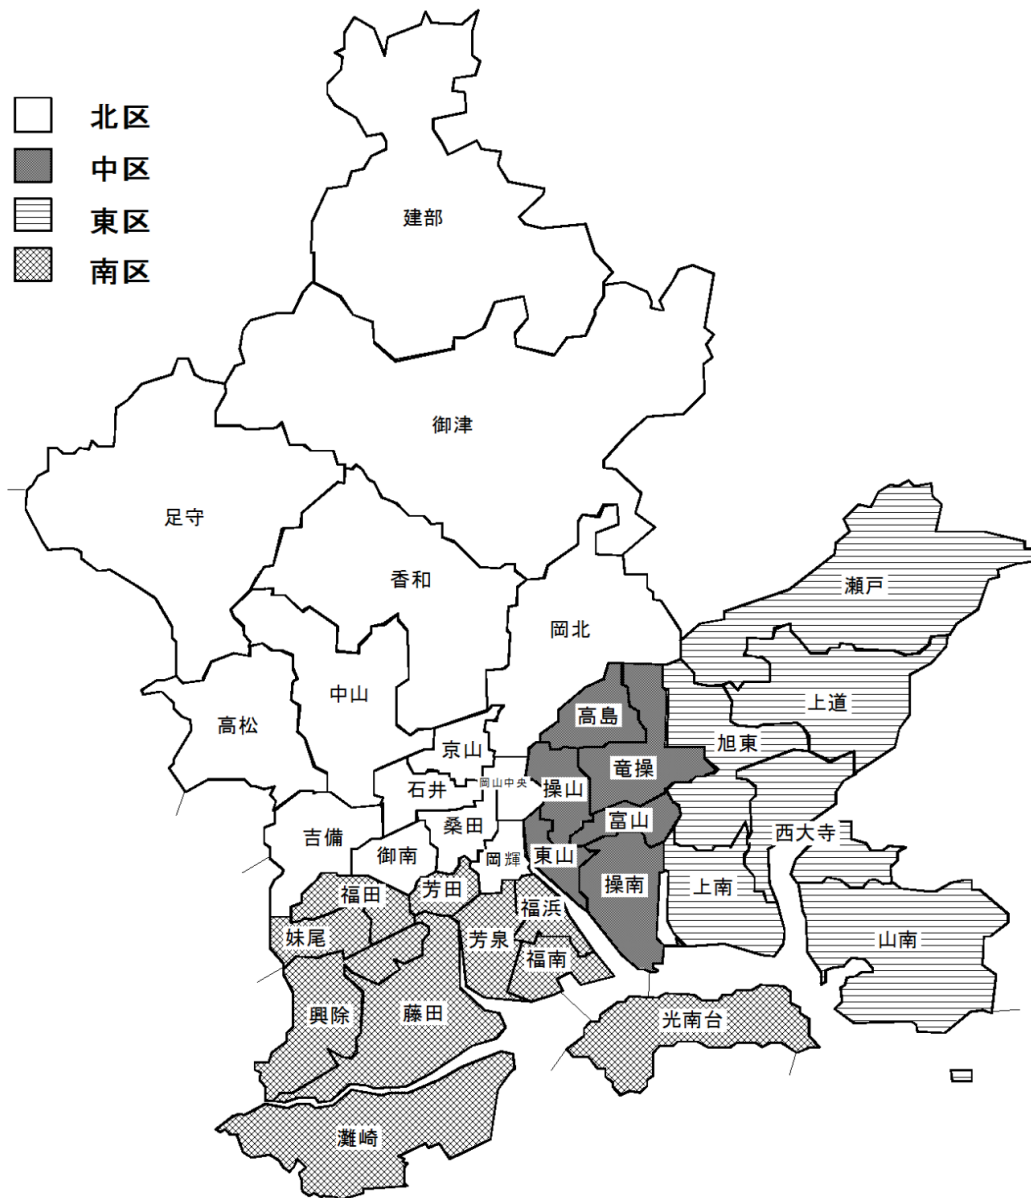 北区
中区
東区
南区
建部
御津
足守
香和
瀬戸
岡北
中山
上道
高松
高島
旭東
京山
竜操
岡山中央
石井
操山
桑田
富山
吉備
西大寺
御南
岡輝
東山
操南
上南
福田
芳田
福浜
妹尾
芳泉
山南
福南
興除
藤田
光南台
灘崎